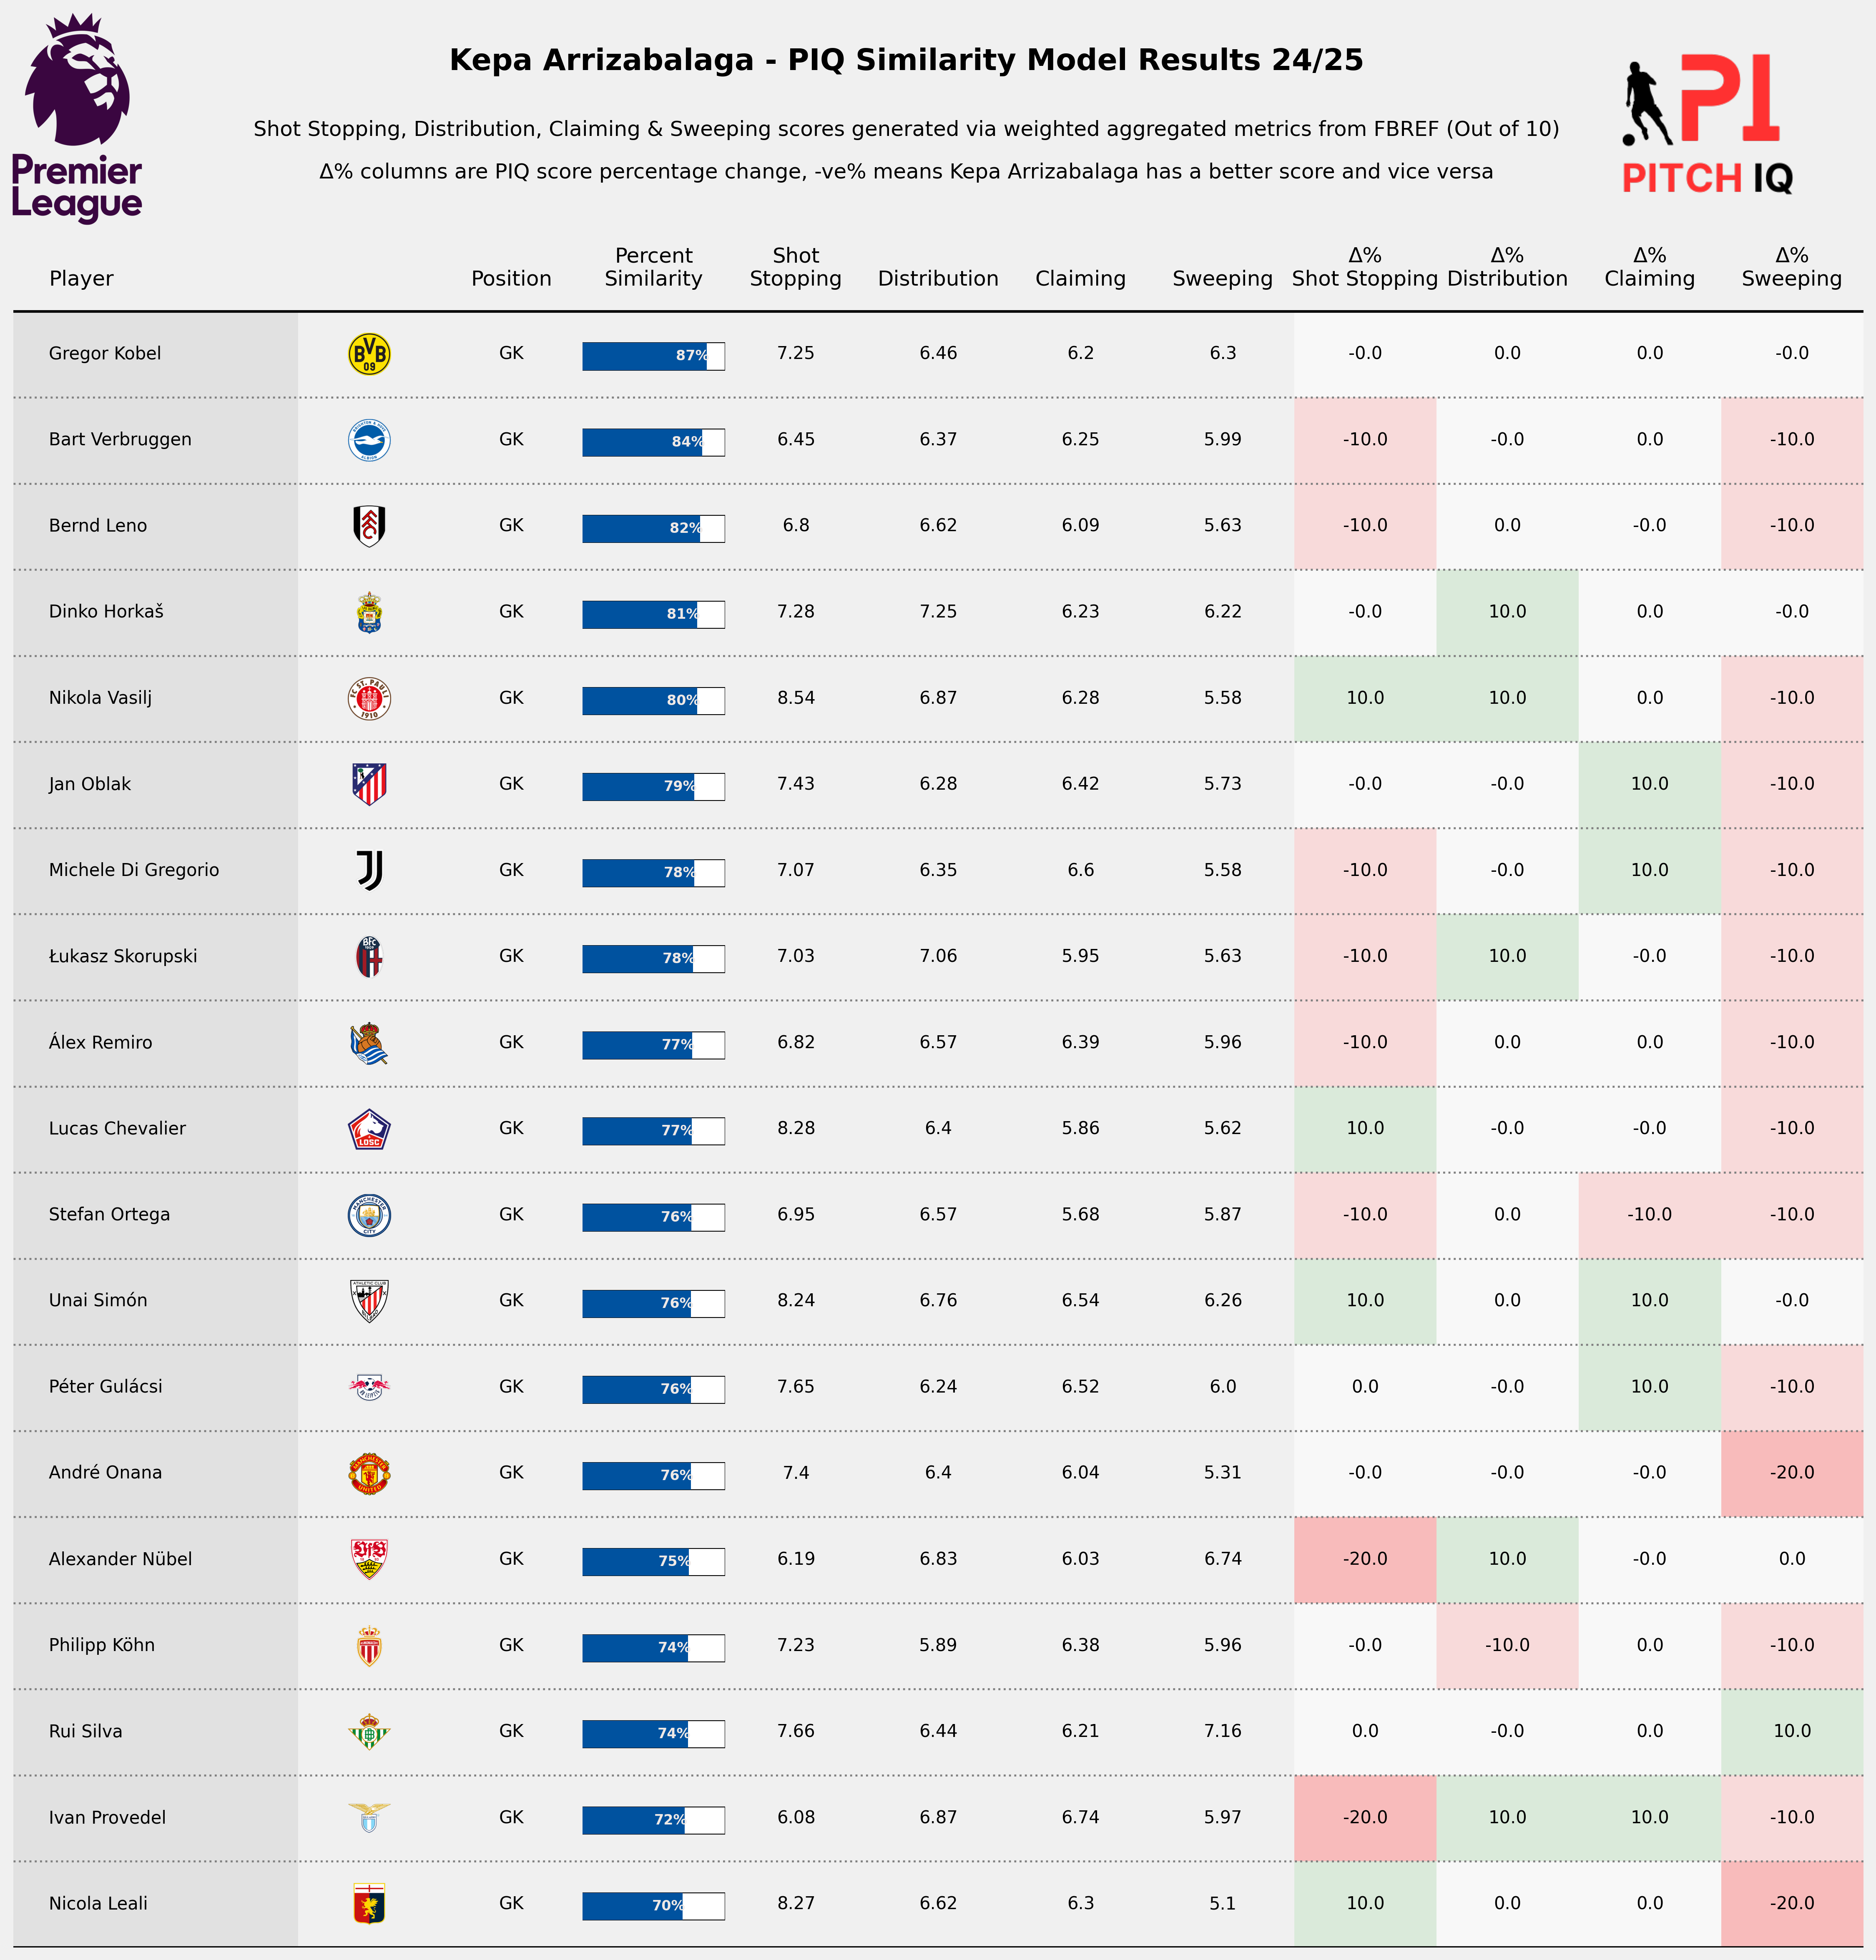 Kepa Arrizabalaga - PIQ Similarity Model Results 24/25
Shot Stopping, Distribution, Claiming & Sweeping scores generated via weighted aggregated metrics from FBREF (Out of 10)
Δ% columns are PIQ score percentage change, -ve% means Kepa Arrizabalaga has a better score and vice versa
Premier
League
PI
PITCH IQ
Player Position Percent Similarity Shot Stopping Distribution Claiming Sweeping Δ% Shot Stopping Δ% Distribution Δ% Claiming Δ% Sweeping
Gregor Kobel BVB 09 GK 87% 7.25 6.46 6.2 6.3 -0.0 0.0 0.0 -0.0
Bart Verbruggen GK 84% 6.45 6.37 6.25 5.99 -10.0 -0.0 0.0 -10.0
Bernd Leno GK 82% 6.8 6.62 6.09 5.63 -10.0 0.0 -0.0 -10.0
Dinko Horkaš GK 81% 7.28 7.25 6.23 6.22 -0.0 10.0 0.0 -0.0
Nikola Vasilj FC ST. PAULI 1910 GK 80% 8.54 6.87 6.28 5.58 10.0 10.0 0.0 -10.0
Jan Oblak GK 79% 7.43 6.28 6.42 5.73 -0.0 -0.0 10.0 -10.0
Michele Di Gregorio GK 78% 7.07 6.35 6.6 5.58 -10.0 -0.0 10.0 -10.0
Łukasz Skorupski BFC GK 78% 7.03 7.06 5.95 5.63 -10.0 10.0 -0.0 -10.0
Álex Remiro GK 77% 6.82 6.57 6.39 5.96 -10.0 0.0 0.0 -10.0
Lucas Chevalier LOSC GK 77% 8.28 6.4 5.86 5.62 10.0 -0.0 -0.0 -10.0
Stefan Ortega MANCHESTER CITY GK 76% 6.95 6.57 5.68 5.87 -10.0 0.0 -10.0 -10.0
Unai Simón ATHLETIC CLUB GK 76% 8.24 6.76 6.54 6.26 10.0 0.0 10.0 -0.0
Péter Gulácsi GK 76% 7.65 6.24 6.52 6.0 0.0 -0.0 10.0 -10.0
André Onana MANCHESTER UNITED GK 76% 7.4 6.4 6.04 5.31 -0.0 -0.0 -0.0 -20.0
Alexander Nübel VfB GK 75% 6.19 6.83 6.03 6.74 -20.0 10.0 -0.0 0.0
Philipp Köhn GK 74% 7.23 5.89 6.38 5.96 -0.0 -10.0 0.0 -10.0
Rui Silva GK 74% 7.66 6.44 6.21 7.16 0.0 -0.0 0.0 10.0
Ivan Provedel GK 72% 6.08 6.87 6.74 5.97 -20.0 10.0 10.0 -10.0
Nicola Leali GK 70% 8.27 6.62 6.3 5.1 10.0 0.0 0.0 -20.0